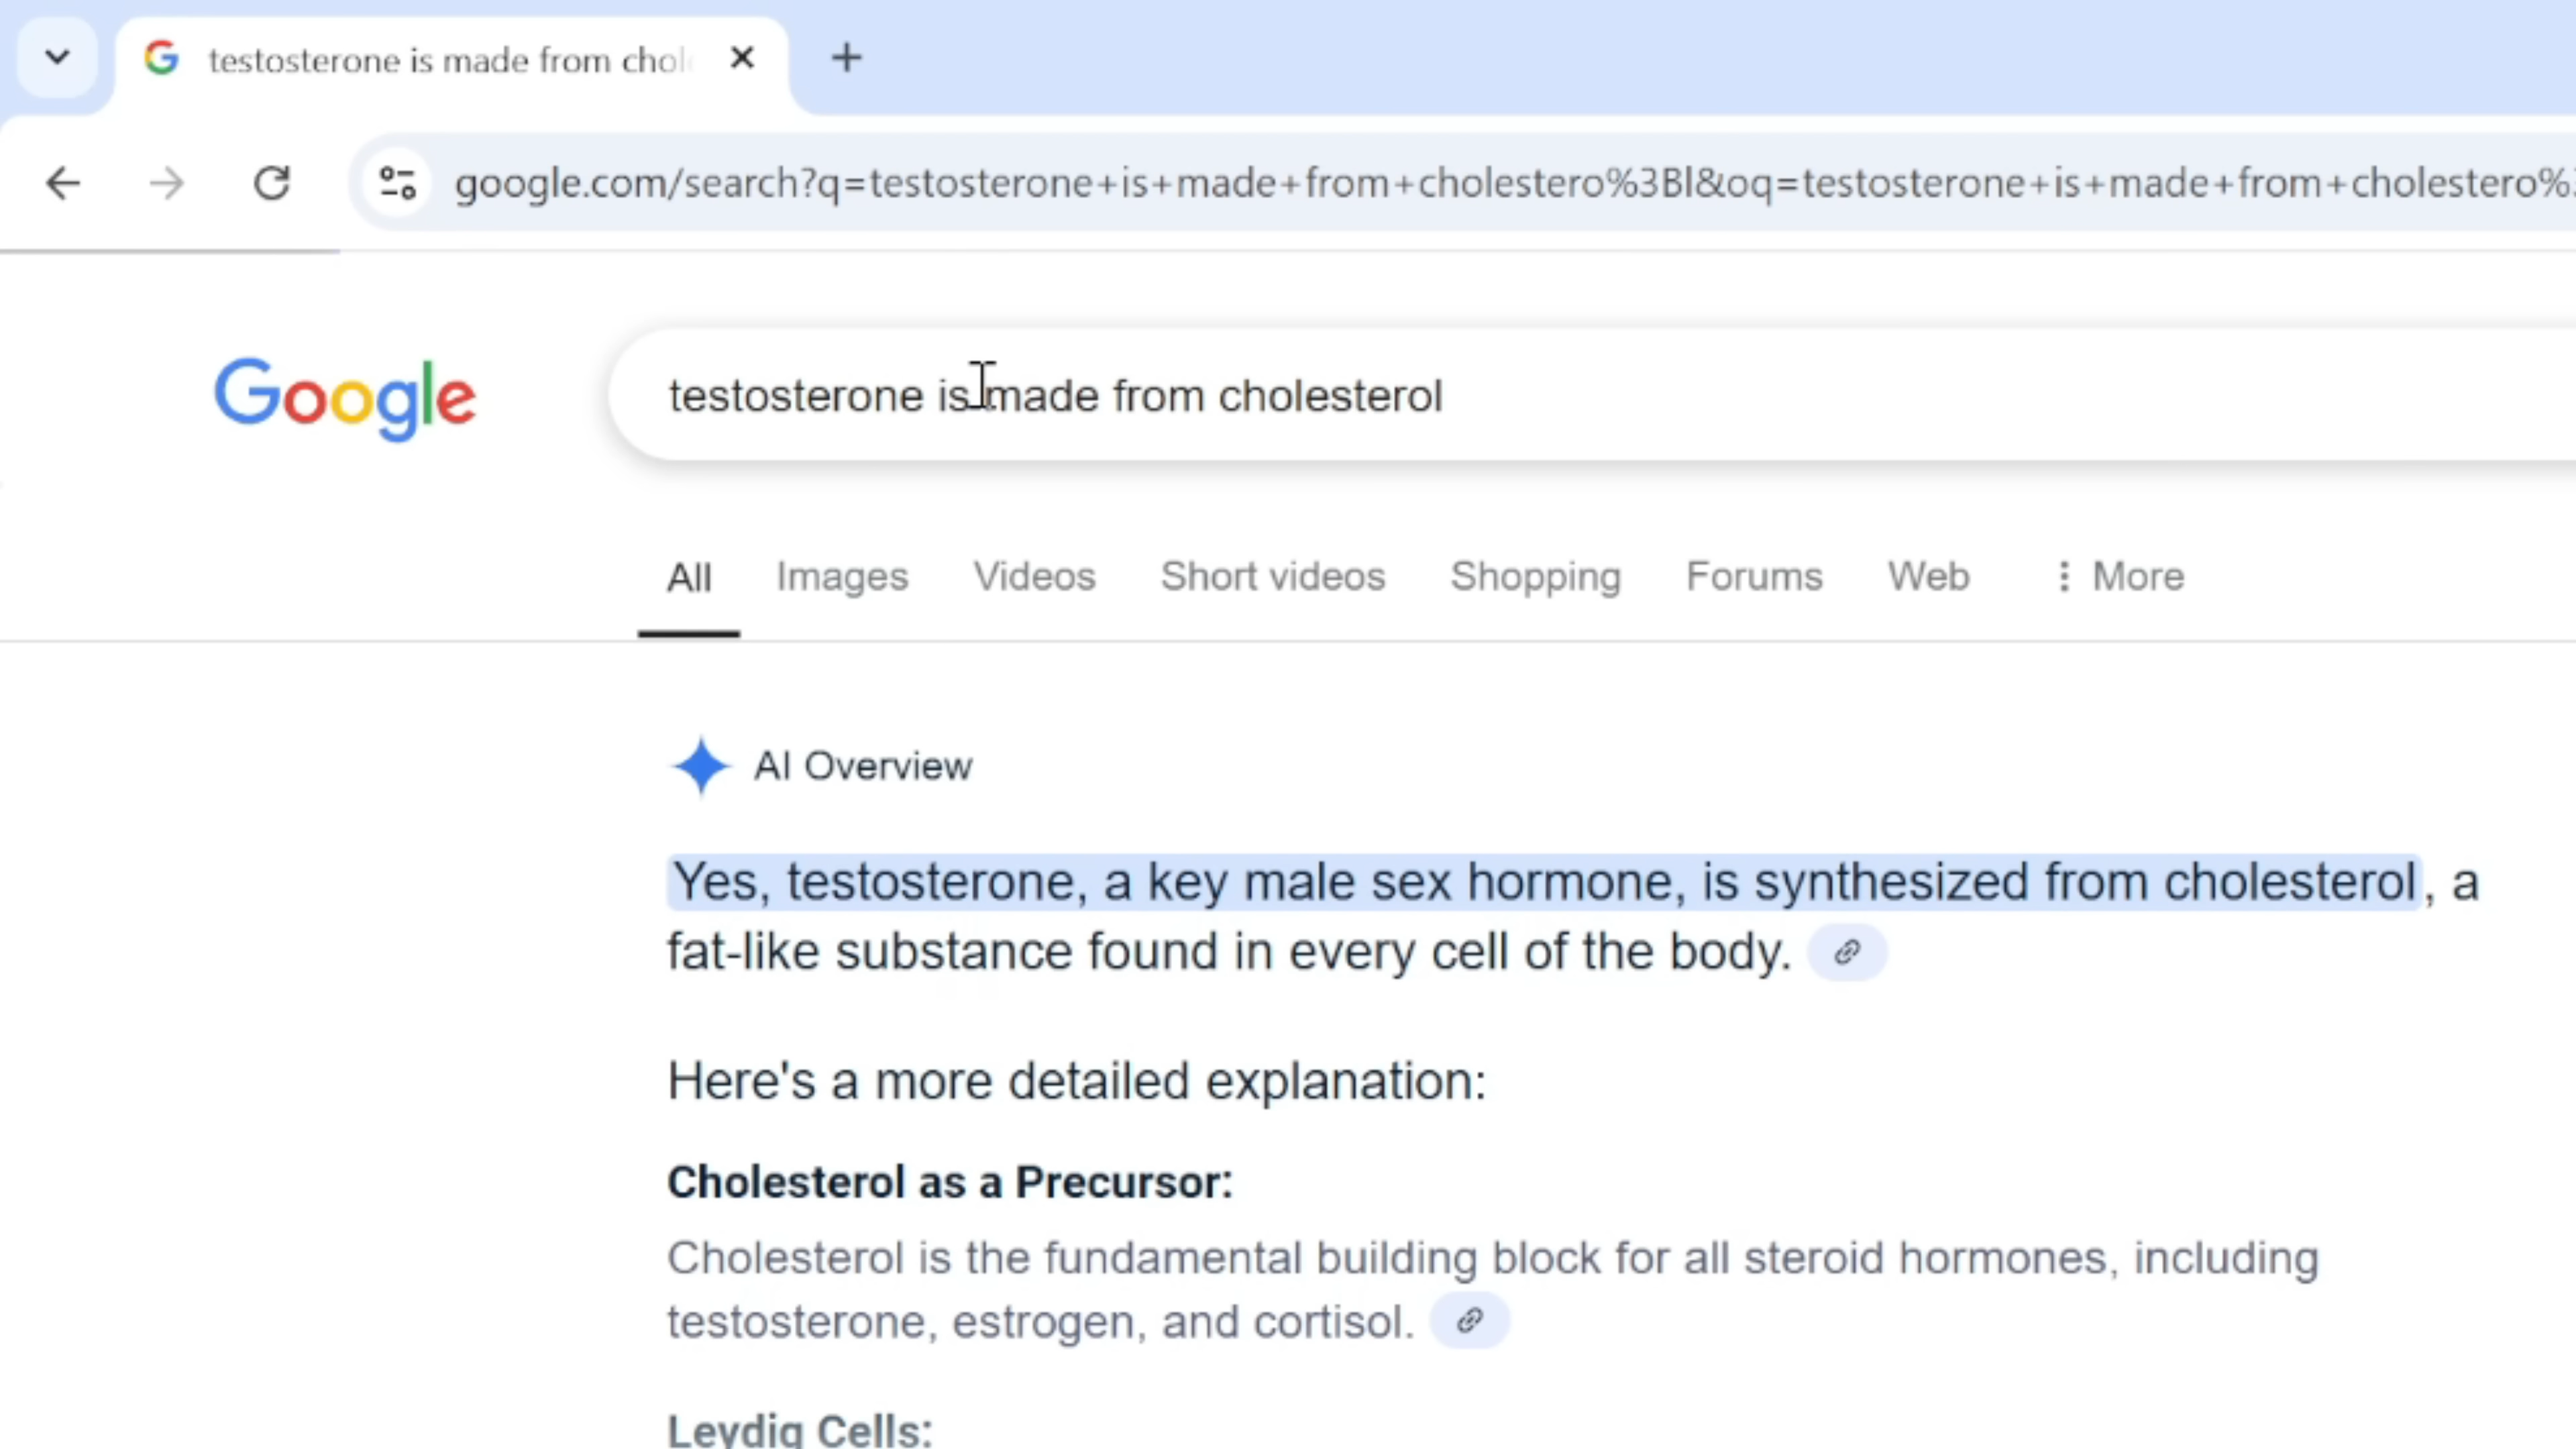 testosterone is made from chol
google.com/search?q=testosterone+is+made+from+cholestero%3Bl&oq=testosterone+is+made+from+cholestero%
Google
testosterone is made from cholesterol
All Images Videos Short videos Shopping Forums Web More
AI Overview
Yes, testosterone, a key male sex hormone, is synthesized from cholesterol, a
fat-like substance found in every cell of the body.
Here's a more detailed explanation:
Cholesterol as a Precursor:
Cholesterol is the fundamental building block for all steroid hormones, including
testosterone, estrogen, and cortisol.
Leydig Cells: